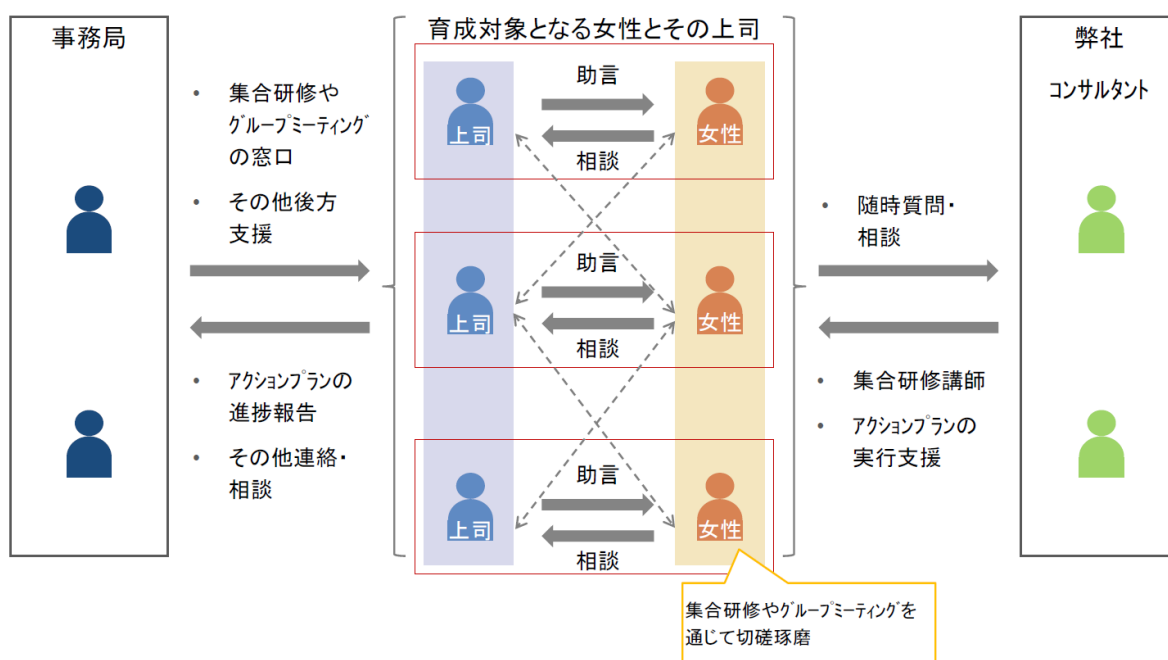 事務局
• 集合研修や
グループミーティング
の窓口
• その他後方
支援
• アクションプランの
進捗報告
• その他連絡・
相談
育成対象となる女性とその上司
上司
助言
相談
女性
上司
助言
相談
女性
上司
助言
相談
女性
集合研修やグループミーティングを
通じて切磋琢磨
• 随時質問・
相談
• 集合研修講師
• アクションプランの
実行支援
弊社
コンサルタント